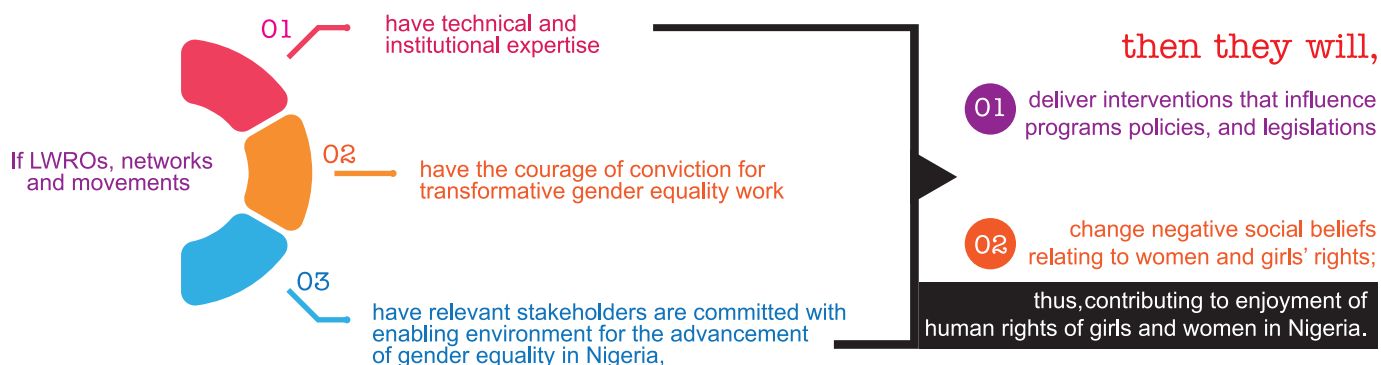 If LWROs, networks
and movements
01
have technical and
institutional expertise
02
have the courage of conviction for
transformative gender equality work
03
have relevant stakeholders are committed with
enabling environment for the advancement
of gender equality in Nigeria,
then they will,
01
deliver interventions that influence
programs policies, and legislations
02
change negative social beliefs
relating to women and girls’ rights;
thus,contributing to enjoyment of
human rights of girls and women in Nigeria.